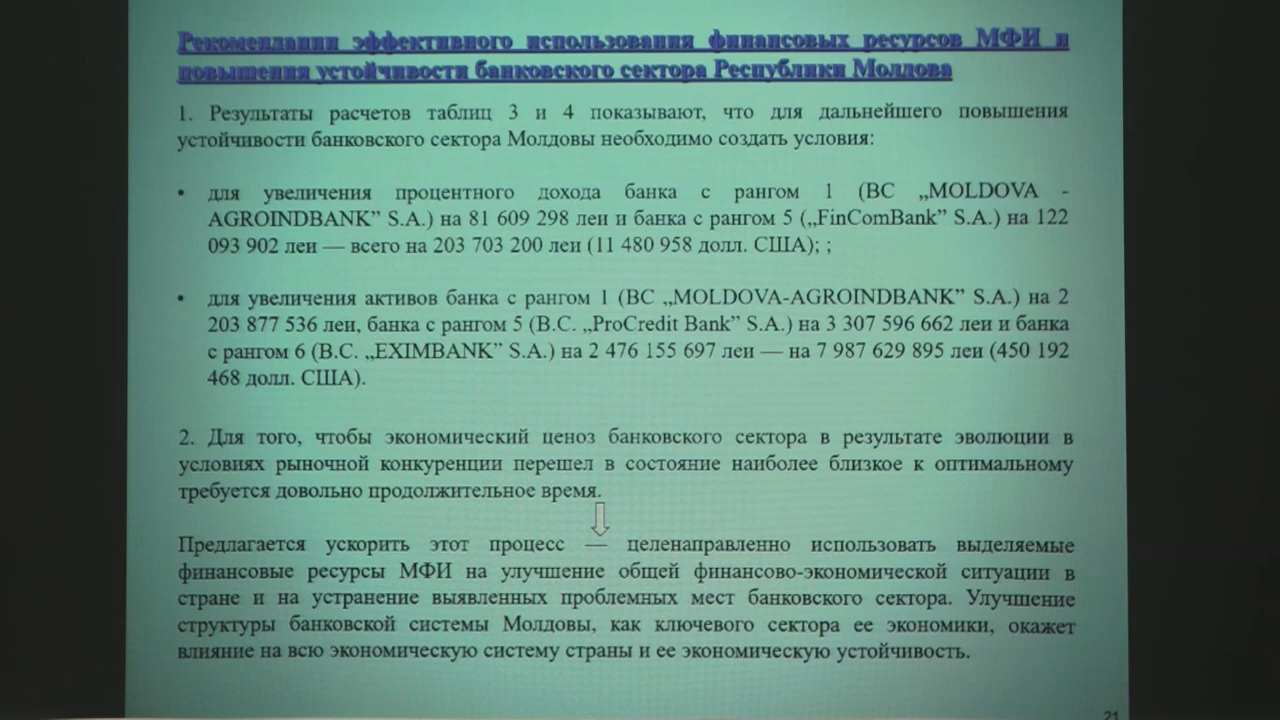 Рекомендации эффективного использования финансовых ресурсов МФИ и
повышения устойчивости банковского сектора Республики Молдова
1. Результаты расчетов таблиц 3 и 4 показывают, что для дальнейшего повышения
устойчивости банковского сектора Молдовы необходимо создать условия:
• для увеличения процентного дохода банка с рангом 1 (BC „MOLDOVA -
AGROINDBANK” S.A.) на 81 609 298 леи и банка с рангом 5 („FinComBank” S.A.) на 122
093 902 леи — всего на 203 703 200 леи (11 480 958 долл. США); ;
• для увеличения активов банка с рангом 1 (BC „MOLDOVA-AGROINDBANK” S.A.) на 2
203 877 536 леи, банка с рангом 5 (B.C. „ProCredit Bank” S.A.) на 3 307 596 662 леи и банка
с рангом 6 (B.C. „EXIMBANK” S.A.) на 2 476 155 697 леи — на 7 987 629 895 леи (450 192
468 долл. США).
2. Для того, чтобы экономический ценоз банковского сектора в результате эволюции в
условиях рыночной конкуренции перешел в состояние наиболее близкое к оптимальному
требуется довольно продолжительное время.
Предлагается ускорить этот процесс — целенаправленно использовать выделяемые
финансовые ресурсы МФИ на улучшение общей финансово-экономической ситуации в
стране и на устранение выявленных проблемных мест банковского сектора. Улучшение
структуры банковской системы Молдовы, как ключевого сектора ее экономики, окажет
влияние на всю экономическую систему страны и ее экономическую устойчивость.
21